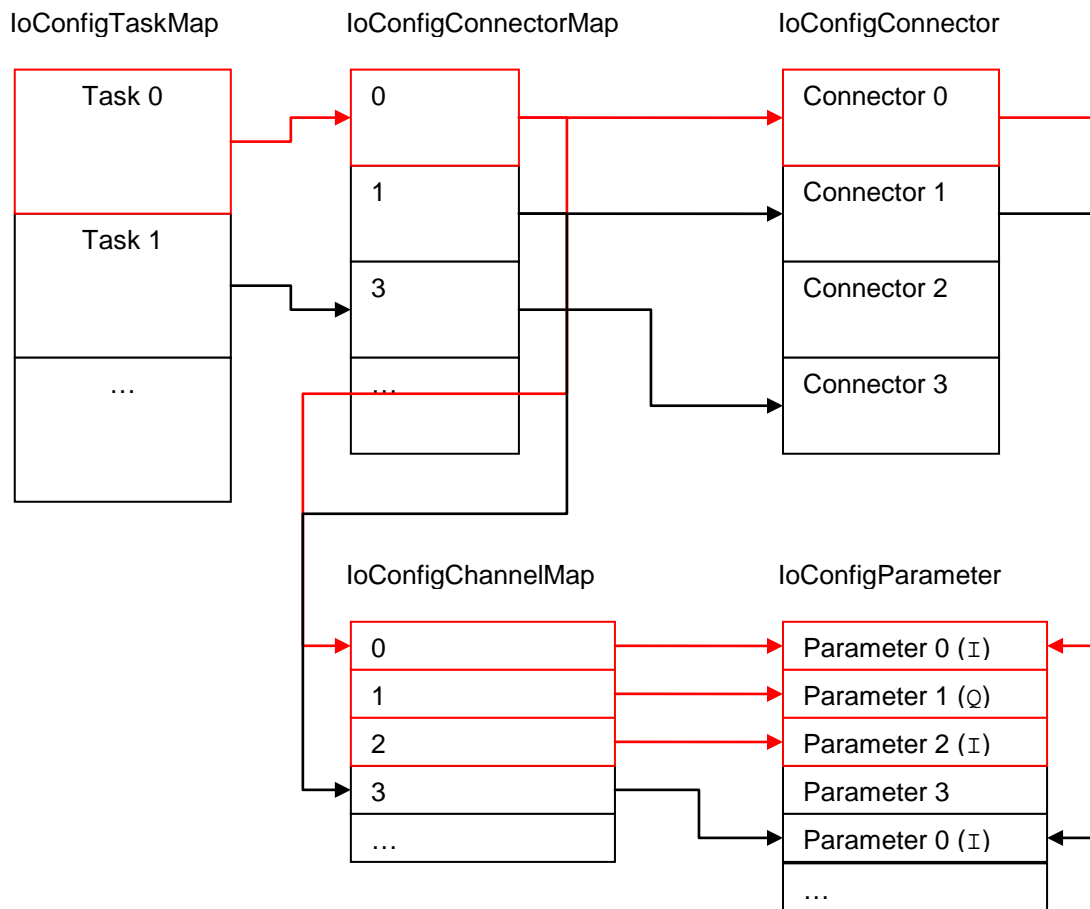 IoConfigTaskMap
IoConfigConnectorMap
IoConfigConnector
Task 0
Task 1
…
0
1
3
…
Connector 0
Connector 1
Connector 2
Connector 3
IoConfigChannelMap
IoConfigParameter
0
1
2
3
…
Parameter 0 (I)
Parameter 1 (Q)
Parameter 2 (I)
Parameter 3
Parameter 0 (I)
…